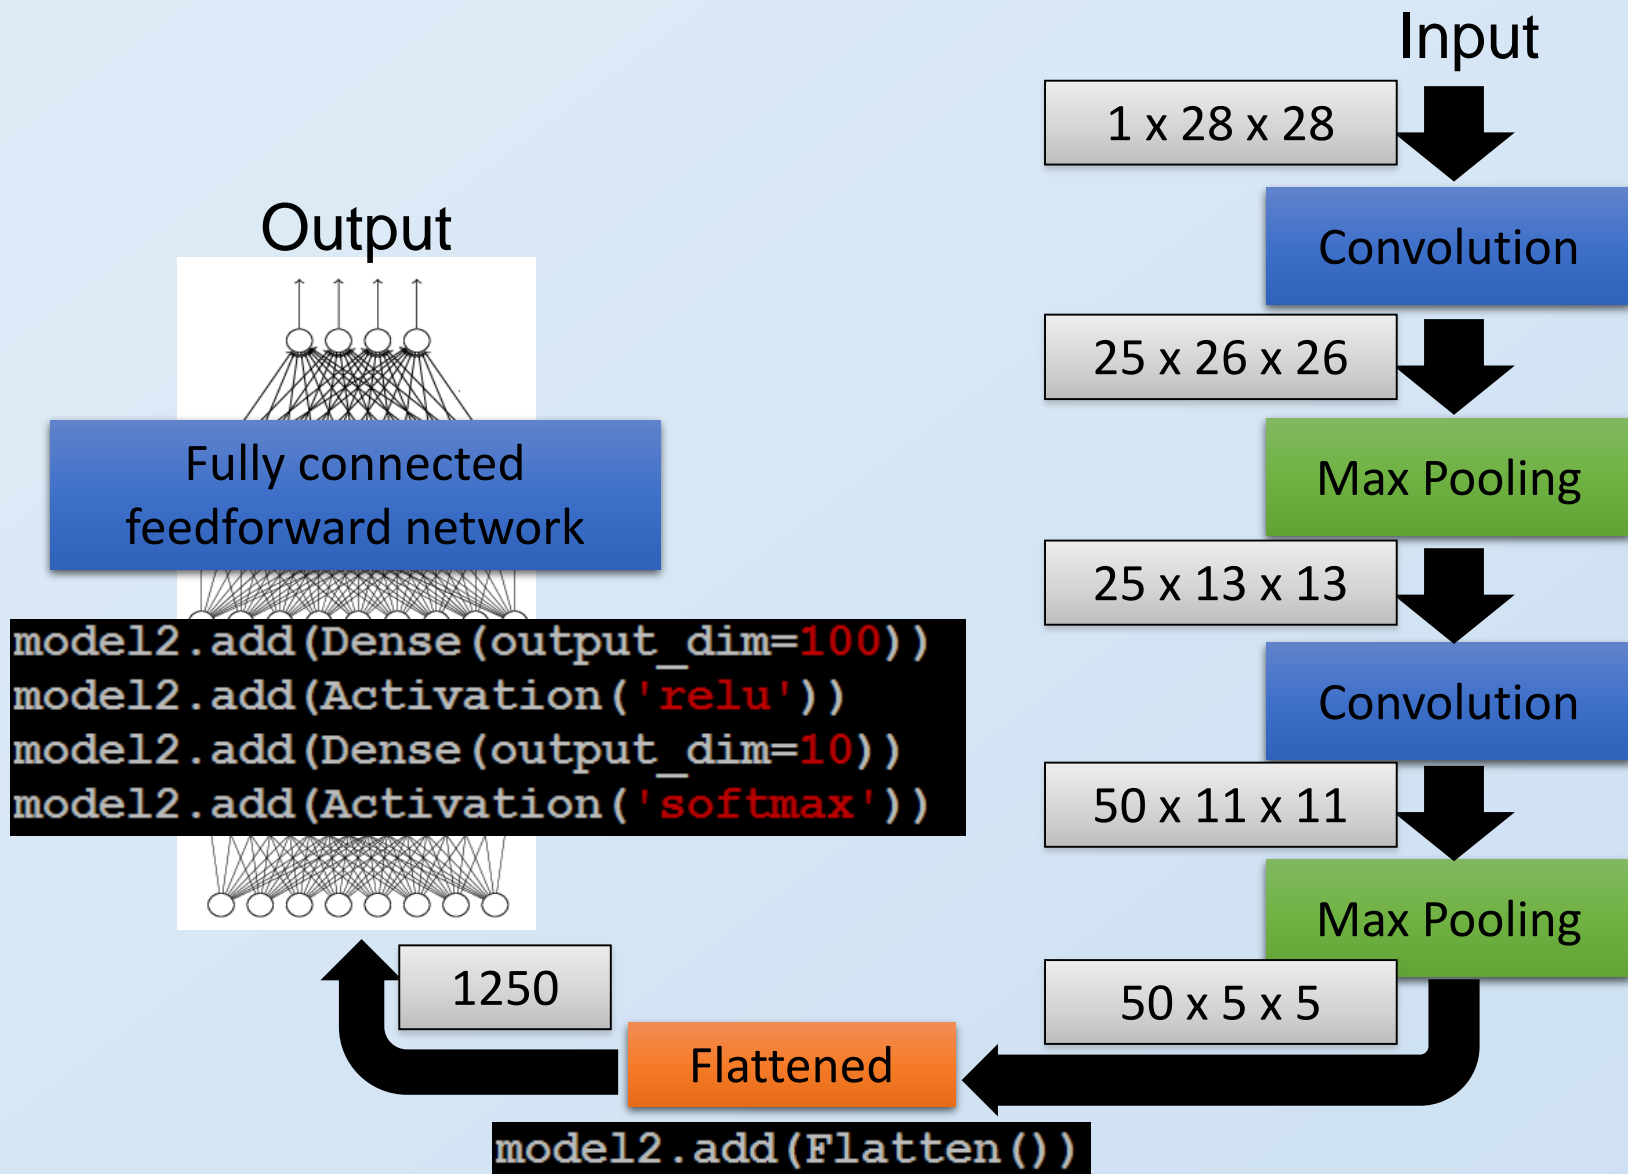 Input
1 x 28 x 28
Convolution
25 x 26 x 26
Max Pooling
25 x 13 x 13
Convolution
50 x 11 x 11
Max Pooling
50 x 5 x 5
Flattened
model2.add(Flatten())
1250
Output
Fully connected
feedforward network
model2.add(Dense(output_dim=100))
model2.add(Activation('relu'))
model2.add(Dense(output_dim=10))
model2.add(Activation('softmax'))